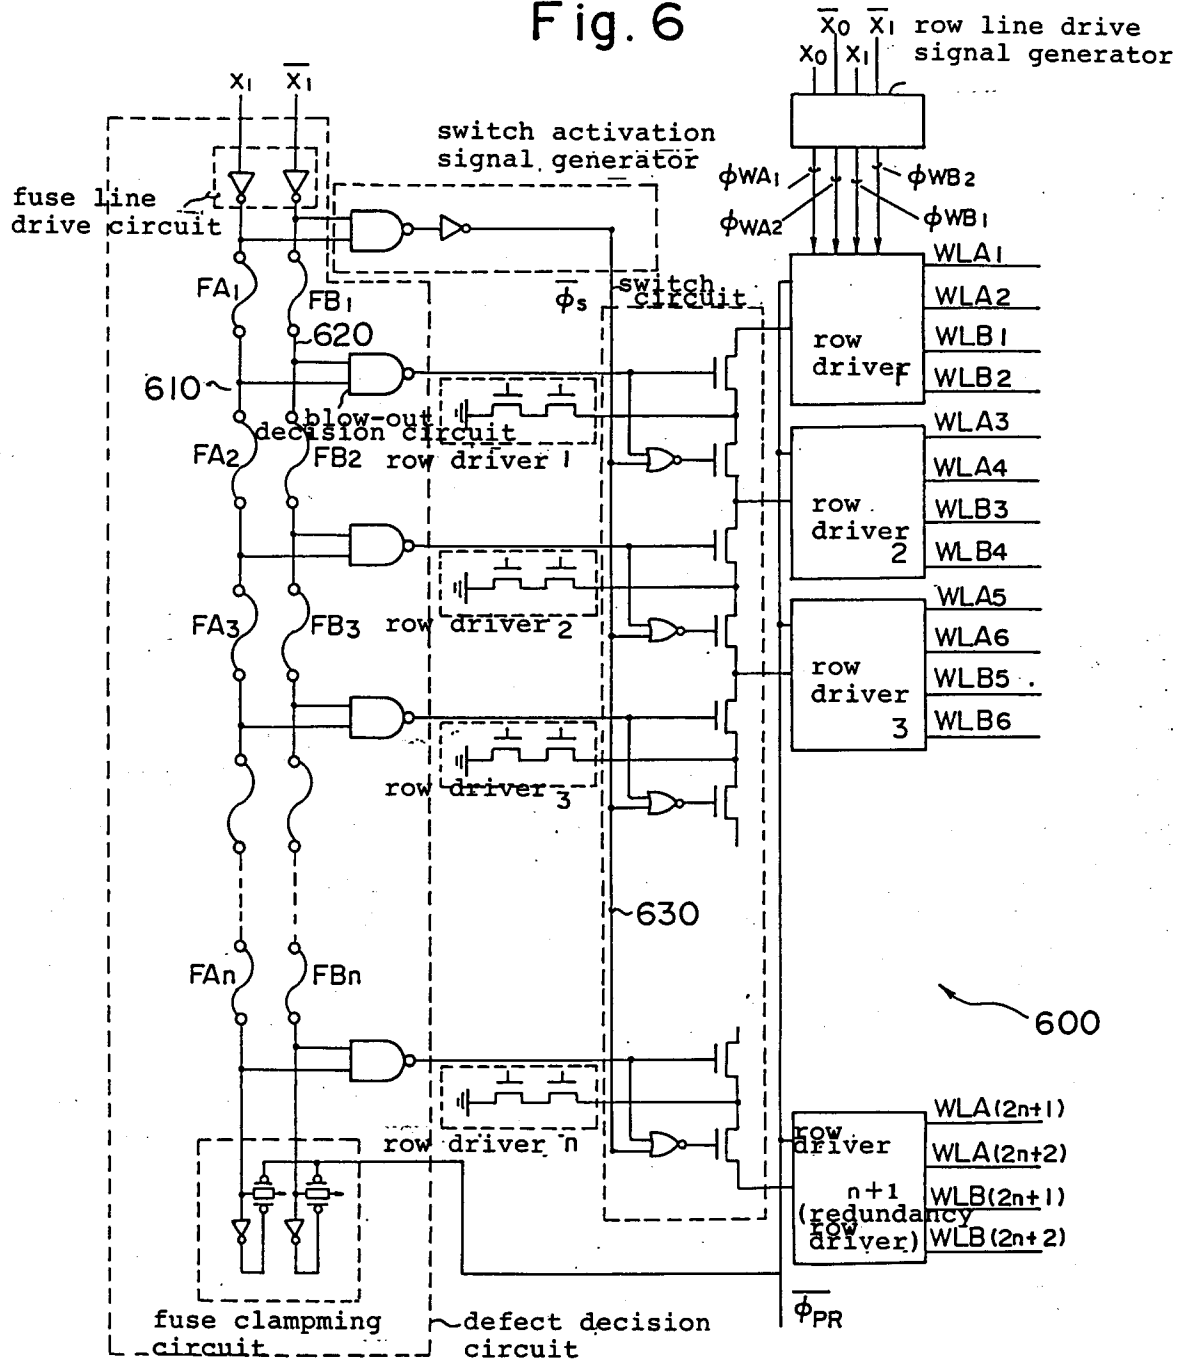 Fig. 6
X̅0 X̅1 row line drive
X0 X1 signal generator
X1 X̅1
switch activation
signal generator
ϕWA1 ϕWB2
fuse line
drive circuit
ϕWA2 ϕWB1
WLA1
FA1 FB1
ϕ̅s
switch
circuit
WLA2
620
row
driver
1
WLB1
610
WLB2
blow-out
decision circuit
WLA3
FA2 FB2 row driver 1
WLA4
row
driver
2
WLB3
WLB4
WLA5
FA3 FB3 row driver 2
WLA6
row
driver
3
WLB5
WLB6
row driver 3
630
FAn FBn
600
WLA(2n+1)
row driver n
row
driver
WLA(2n+2)
n+1
WLB(2n+1)
(redundancy
row
driver)
WLB(2n+2)
ϕ̅PR
fuse clampming
circuit
defect decision
circuit